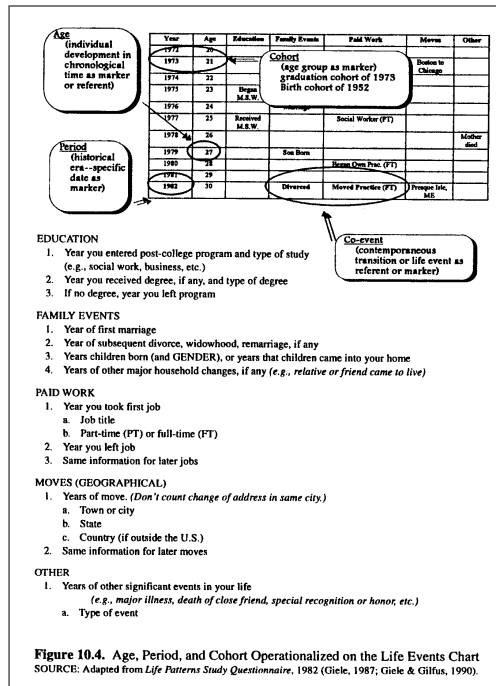 Age
(individual
development in
chronological
time as marker
or referent)
Period
(historical
era--specific
date as
marker)
Cohort
(age group as marker)
graduation cohort of 1973
Birth cohort of 1952
Co-event
(contemporaneous
transition or life event as
referent or marker)
Year Age Education Family Events Paid Work Moves Other
1972 20
1973 21 Boston to
Chicago
1974 22
1975 23 Began
M.S.W.
1976 24
1977 25 Received
M.S.W. Social Worker (FT)
1978 26 Mother
died
1979 27 Son Born
1980 28 Began Own Prac. (FT)
1981 29
1982 30 Divorced Moved Practice (FT) Presque Isle,
ME
EDUCATION
1. Year you entered post-college program and type of study
(e.g., social work, business, etc.)
2. Year you received degree, if any, and type of degree
3. If no degree, year you left program
FAMILY EVENTS
1. Year of first marriage
2. Year of subsequent divorce, widowhood, remarriage, if any
3. Years children born (and GENDER), or years that children came into your home
4. Years of other major household changes, if any (e.g., relative or friend came to live)
PAID WORK
1. Year you took first job
a. Job title
b. Part-time (PT) or full-time (FT)
2. Year you left job
3. Same information for later jobs
MOVES (GEOGRAPHICAL)
1. Years of move. (Don't count change of address in same city.)
a. Town or city
b. State
c. Country (if outside the U.S.)
2. Same information for later moves
OTHER
1. Years of other significant events in your life
(e.g., major illness, death of close friend, special recognition or honor, etc.)
a. Type of event
Figure 10.4. Age, Period, and Cohort Operationalized on the Life Events Chart
SOURCE: Adapted from Life Patterns Study Questionnaire, 1982 (Giele, 1987; Giele & Gilfus, 1990).